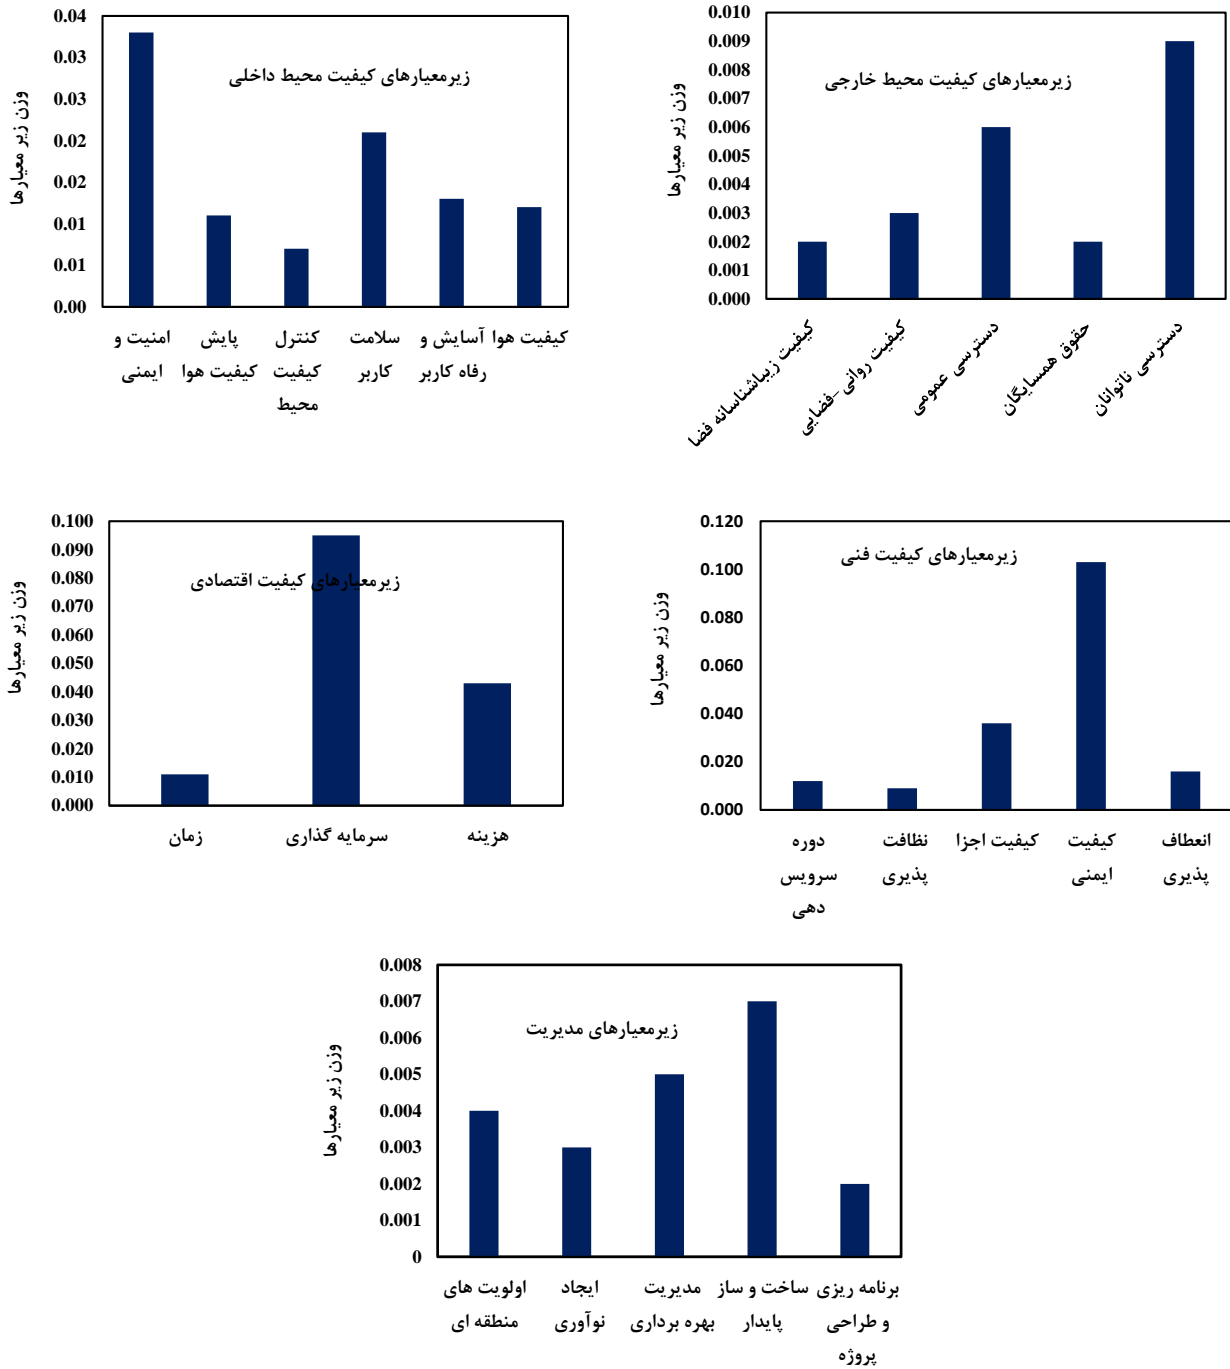 0.04
0.03
0.03
0.02
0.02
0.01
0.01
0.00
وزن زیر معیارها
زیرمعیارهای کیفیت محیط داخلی
امنیت و
ایمنی
پایش
کیفیت هوا
کنترل
کیفیت
محیط
سلامت
کاربر
آسایش و
رفاه کاربر
کیفیت هوا
0.010
0.009
0.008
0.007
0.006
0.005
0.004
0.003
0.002
0.001
0.000
وزن زیر معیارها
زیرمعیارهای کیفیت محیط خارجی
کیفیت زیباشناسانه فضا
کیفیت روانی -فضایی
دسترسی عمومی
حقوق همسایگان
دسترسی ناتوانان
0.100
0.090
0.080
0.070
0.060
0.050
0.040
0.030
0.020
0.010
0.000
وزن زیر معیارها
زیرمعیارهای کیفیت اقتصادی
زمان
سرمایه گذاری
هزینه
0.120
0.100
0.080
0.060
0.040
0.020
0.000
وزن زیر معیارها
زیرمعیارهای کیفیت فنی
دوره
سرویس
دهی
نظافت
پذیری
کیفیت اجزا
کیفیت
ایمنی
انعطاف
پذیری
0.008
0.007
0.006
0.005
0.004
0.003
0.002
0.001
0
وزن زیر معیارها
زیرمعیارهای مدیریت
اولویت های
منطقه ای
ایجاد
نوآوری
مدیریت
بهره برداری
ساخت و ساز
پایدار
برنامه ریزی
و طراحی
پروژه